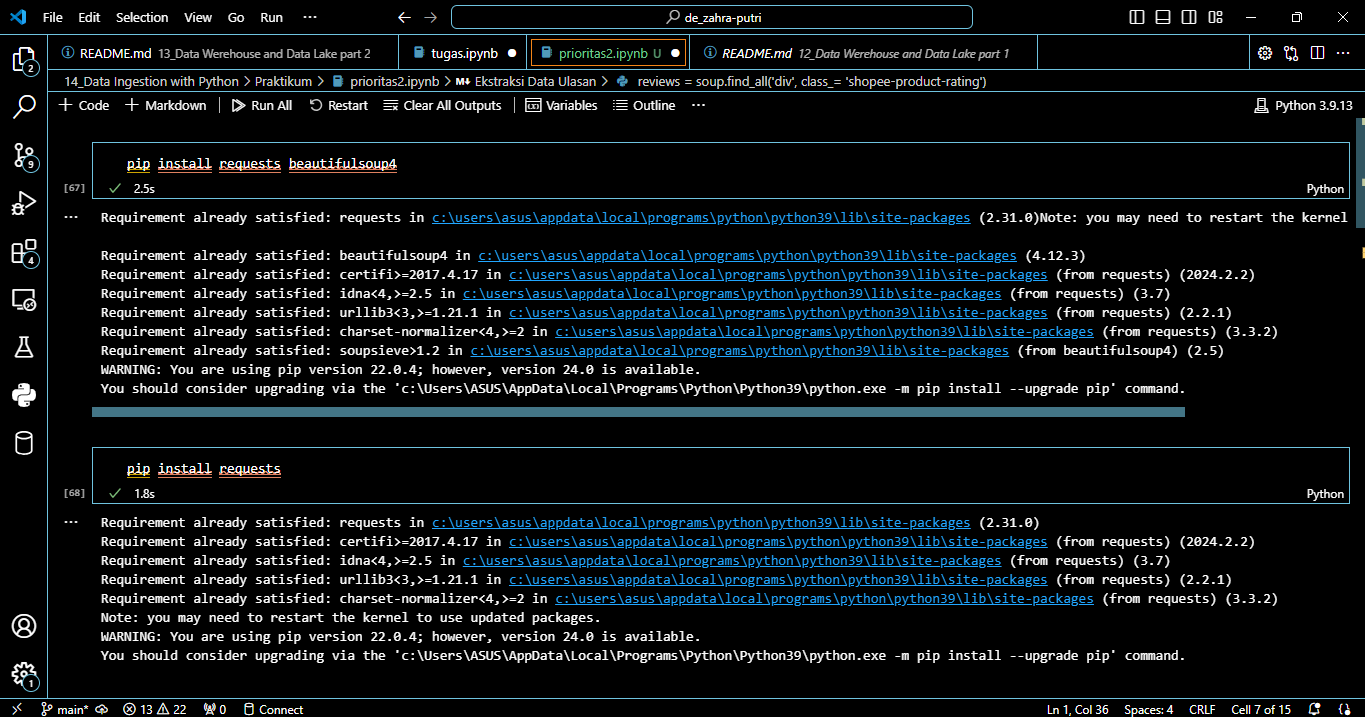 File Edit Selection View Go Run ··· de_zahra-putri
README.md 13_Data Werehouse and Data Lake part 2 tugas.ipynb prioritas2.ipynb U README.md 12_Data Werehouse and Data Lake part 1
14_Data Ingestion with Python > Praktikum > prioritas2.ipynb > M↓ Ekstraksi Data Ulasan > reviews = soup.find_all('div', class_= 'shopee-product-rating')
+ Code + Markdown Run All Restart Clear All Outputs Variables Outline ··· Python 3.9.13
2
9
4
1
pip install requests beautifulsoup4
[67] ✓ 2.5s Python
Requirement already satisfied: requests in c:\users\asus\appdata\local\programs\python\python39\lib\site-packages (2.31.0)Note: you may need to restart the kernel
Requirement already satisfied: beautifulsoup4 in c:\users\asus\appdata\local\programs\python\python39\lib\site-packages (4.12.3)
Requirement already satisfied: certifi>=2017.4.17 in c:\users\asus\appdata\local\programs\python\python39\lib\site-packages (from requests) (2024.2.2)
Requirement already satisfied: idna<4,>=2.5 in c:\users\asus\appdata\local\programs\python\python39\lib\site-packages (from requests) (3.7)
Requirement already satisfied: urllib3<3,>=1.21.1 in c:\users\asus\appdata\local\programs\python\python39\lib\site-packages (from requests) (2.2.1)
Requirement already satisfied: charset-normalizer<4,>=2 in c:\users\asus\appdata\local\programs\python\python39\lib\site-packages (from requests) (3.3.2)
Requirement already satisfied: soupsieve>1.2 in c:\users\asus\appdata\local\programs\python\python39\lib\site-packages (from beautifulsoup4) (2.5)
WARNING: You are using pip version 22.0.4; however, version 24.0 is available.
You should consider upgrading via the 'c:\Users\ASUS\AppData\Local\Programs\Python\Python39\python.exe -m pip install --upgrade pip' command.
pip install requests
[68] ✓ 1.8s Python
Requirement already satisfied: requests in c:\users\asus\appdata\local\programs\python\python39\lib\site-packages (2.31.0)
Requirement already satisfied: certifi>=2017.4.17 in c:\users\asus\appdata\local\programs\python\python39\lib\site-packages (from requests) (2024.2.2)
Requirement already satisfied: idna<4,>=2.5 in c:\users\asus\appdata\local\programs\python\python39\lib\site-packages (from requests) (3.7)
Requirement already satisfied: urllib3<3,>=1.21.1 in c:\users\asus\appdata\local\programs\python\python39\lib\site-packages (from requests) (2.2.1)
Requirement already satisfied: charset-normalizer<4,>=2 in c:\users\asus\appdata\local\programs\python\python39\lib\site-packages (from requests) (3.3.2)
Note: you may need to restart the kernel to use updated packages.
WARNING: You are using pip version 22.0.4; however, version 24.0 is available.
You should consider upgrading via the 'c:\Users\ASUS\AppData\Local\Programs\Python\Python39\python.exe -m pip install --upgrade pip' command.
main* 13 22 0 Connect Ln 1, Col 36 Spaces: 4 CRLF Cell 7 of 15